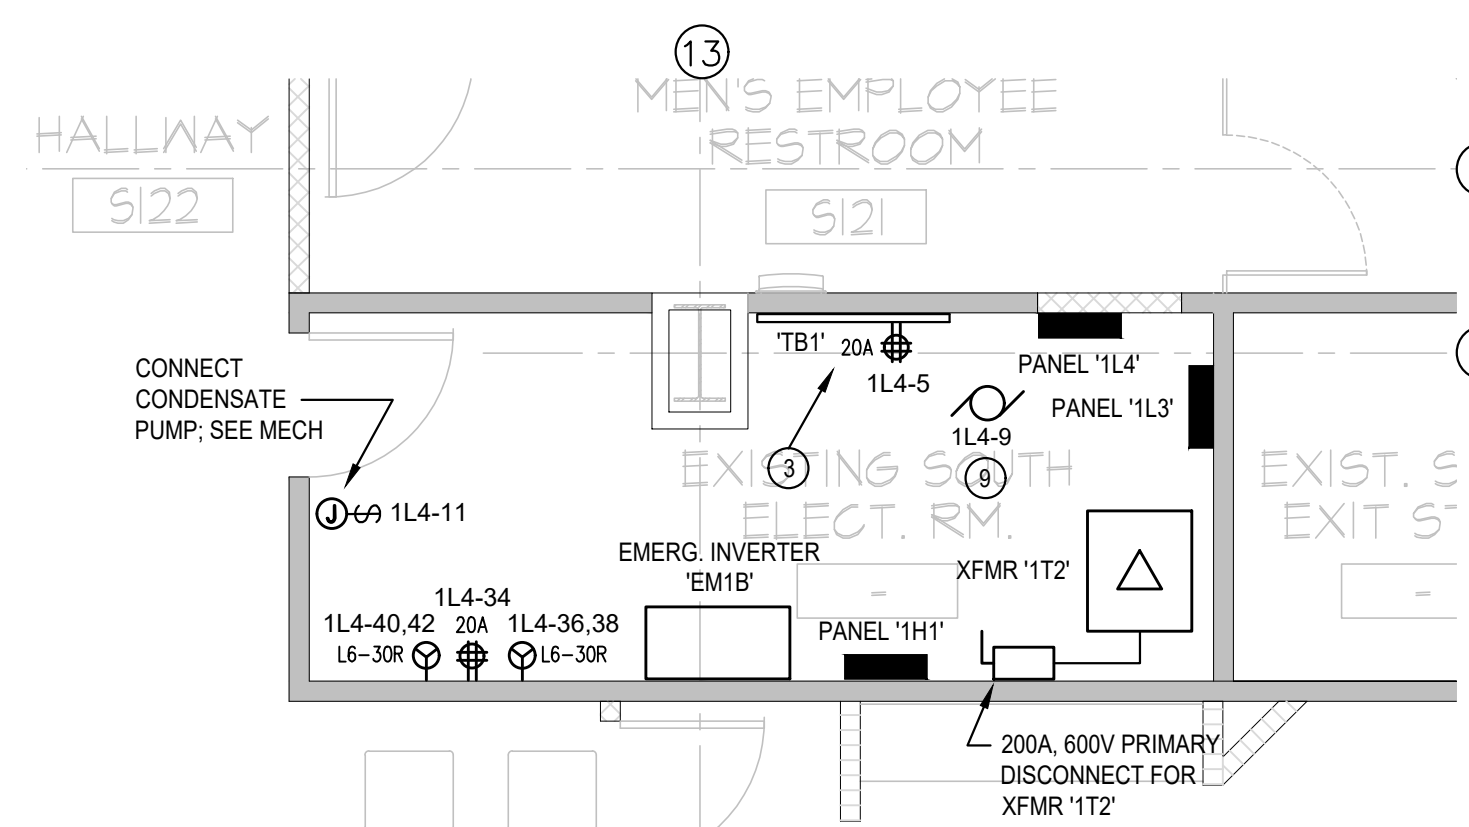 13
MEN'S EMPLOYEE
RESTROOM
S121
HALLWAY
S122
CONNECT
CONDENSATE
PUMP; SEE MECH
'TB1'
20A
1L4-5
PANEL '1L4'
PANEL '1L3'
1L4-9
3
9
EXISTING SOUTH
ELECT. RM.
EXIST. S
EXIT ST
J
1L4-11
EMERG. INVERTER
'EM1B'
XFMR '1T2'
1L4-34
1L4-40,42
20A
1L4-36,38
L6-30R
L6-30R
PANEL '1H1'
200A, 600V PRIMARY
DISCONNECT FOR
XFMR '1T2'